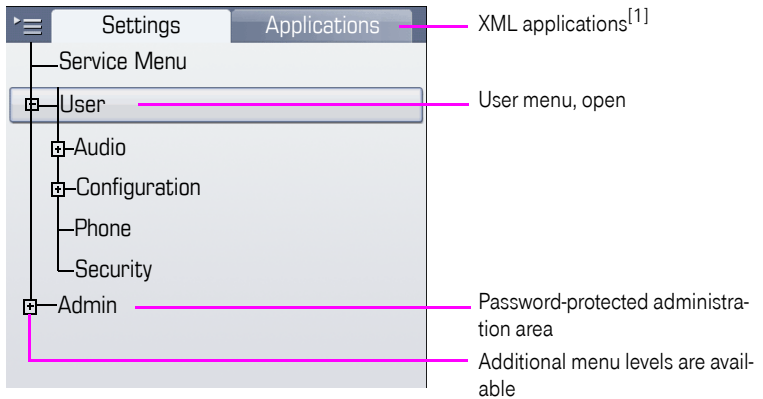 Settings
Applications
XML applications[1]
Service Menu
User
User menu, open
Audio
Configuration
Phone
Security
Admin
Password-protected administra-
tion area
Additional menu levels are avail-
able